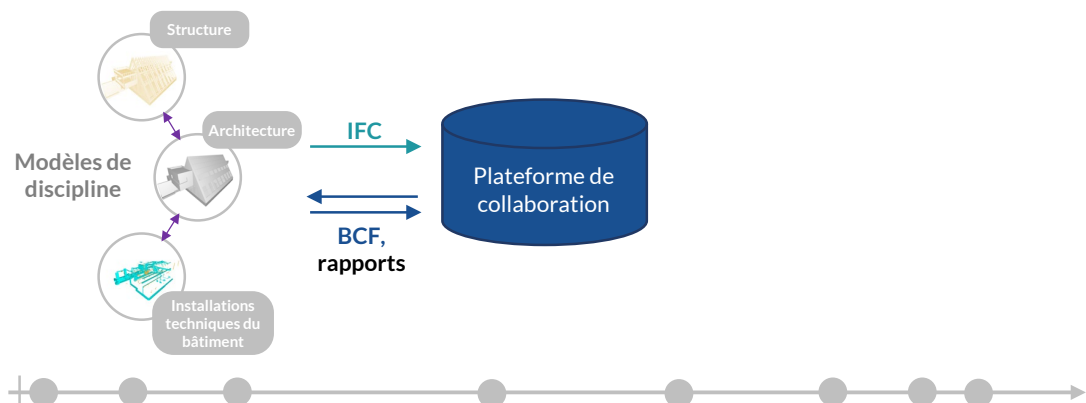 Structure
Architecture
Modèles de
discipline
Installations
techniques du
bâtiment
IFC
BCF,
rapports
Plateforme de
collaboration